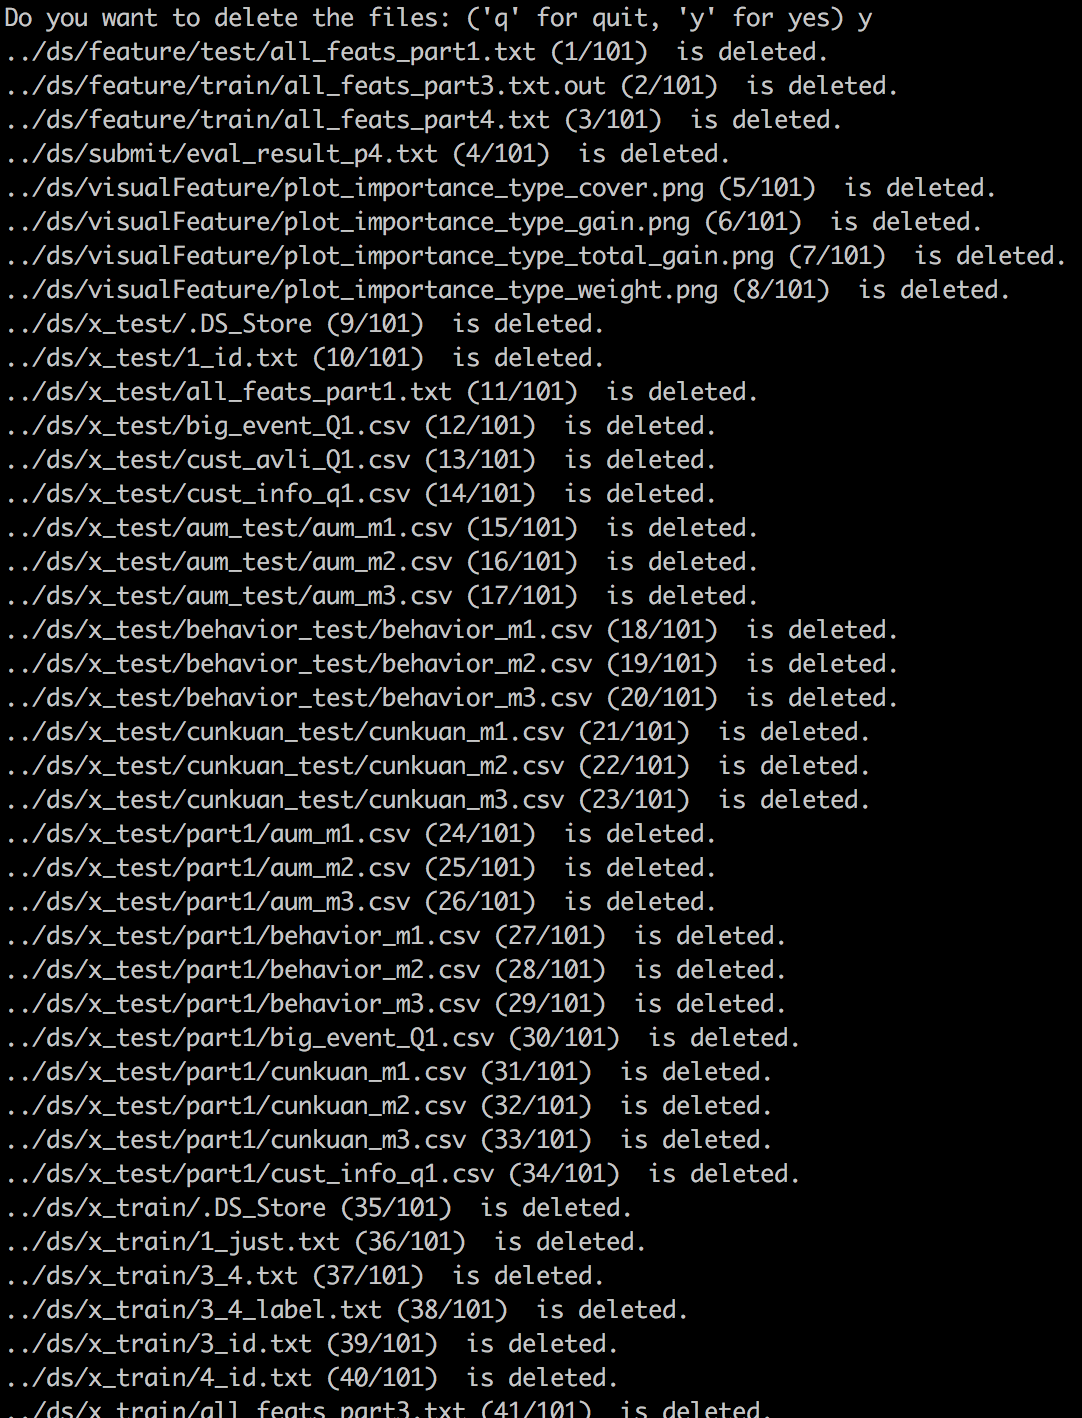 Do you want to delete the files: ('q' for quit, 'y' for yes) y
../ds/feature/test/all_feats_part1.txt (1/101)  is deleted.
../ds/feature/train/all_feats_part3.txt.out (2/101)  is deleted.
../ds/feature/train/all_feats_part4.txt (3/101)  is deleted.
../ds/submit/eval_result_p4.txt (4/101)  is deleted.
../ds/visualFeature/plot_importance_type_cover.png (5/101)  is deleted.
../ds/visualFeature/plot_importance_type_gain.png (6/101)  is deleted.
../ds/visualFeature/plot_importance_type_total_gain.png (7/101)  is deleted.
../ds/visualFeature/plot_importance_type_weight.png (8/101)  is deleted.
../ds/x_test/.DS_Store (9/101)  is deleted.
../ds/x_test/1_id.txt (10/101)  is deleted.
../ds/x_test/all_feats_part1.txt (11/101)  is deleted.
../ds/x_test/big_event_Q1.csv (12/101)  is deleted.
../ds/x_test/cust_avli_Q1.csv (13/101)  is deleted.
../ds/x_test/cust_info_q1.csv (14/101)  is deleted.
../ds/x_test/aum_test/aum_m1.csv (15/101)  is deleted.
../ds/x_test/aum_test/aum_m2.csv (16/101)  is deleted.
../ds/x_test/aum_test/aum_m3.csv (17/101)  is deleted.
../ds/x_test/behavior_test/behavior_m1.csv (18/101)  is deleted.
../ds/x_test/behavior_test/behavior_m2.csv (19/101)  is deleted.
../ds/x_test/behavior_test/behavior_m3.csv (20/101)  is deleted.
../ds/x_test/cunkuan_test/cunkuan_m1.csv (21/101)  is deleted.
../ds/x_test/cunkuan_test/cunkuan_m2.csv (22/101)  is deleted.
../ds/x_test/cunkuan_test/cunkuan_m3.csv (23/101)  is deleted.
../ds/x_test/part1/aum_m1.csv (24/101)  is deleted.
../ds/x_test/part1/aum_m2.csv (25/101)  is deleted.
../ds/x_test/part1/aum_m3.csv (26/101)  is deleted.
../ds/x_test/part1/behavior_m1.csv (27/101)  is deleted.
../ds/x_test/part1/behavior_m2.csv (28/101)  is deleted.
../ds/x_test/part1/behavior_m3.csv (29/101)  is deleted.
../ds/x_test/part1/big_event_Q1.csv (30/101)  is deleted.
../ds/x_test/part1/cunkuan_m1.csv (31/101)  is deleted.
../ds/x_test/part1/cunkuan_m2.csv (32/101)  is deleted.
../ds/x_test/part1/cunkuan_m3.csv (33/101)  is deleted.
../ds/x_test/part1/cust_info_q1.csv (34/101)  is deleted.
../ds/x_train/.DS_Store (35/101)  is deleted.
../ds/x_train/1_just.txt (36/101)  is deleted.
../ds/x_train/3_4.txt (37/101)  is deleted.
../ds/x_train/3_4_label.txt (38/101)  is deleted.
../ds/x_train/3_id.txt (39/101)  is deleted.
../ds/x_train/4_id.txt (40/101)  is deleted.
../ds/x_train/all_feats_part3.txt (41/101)  is deleted.